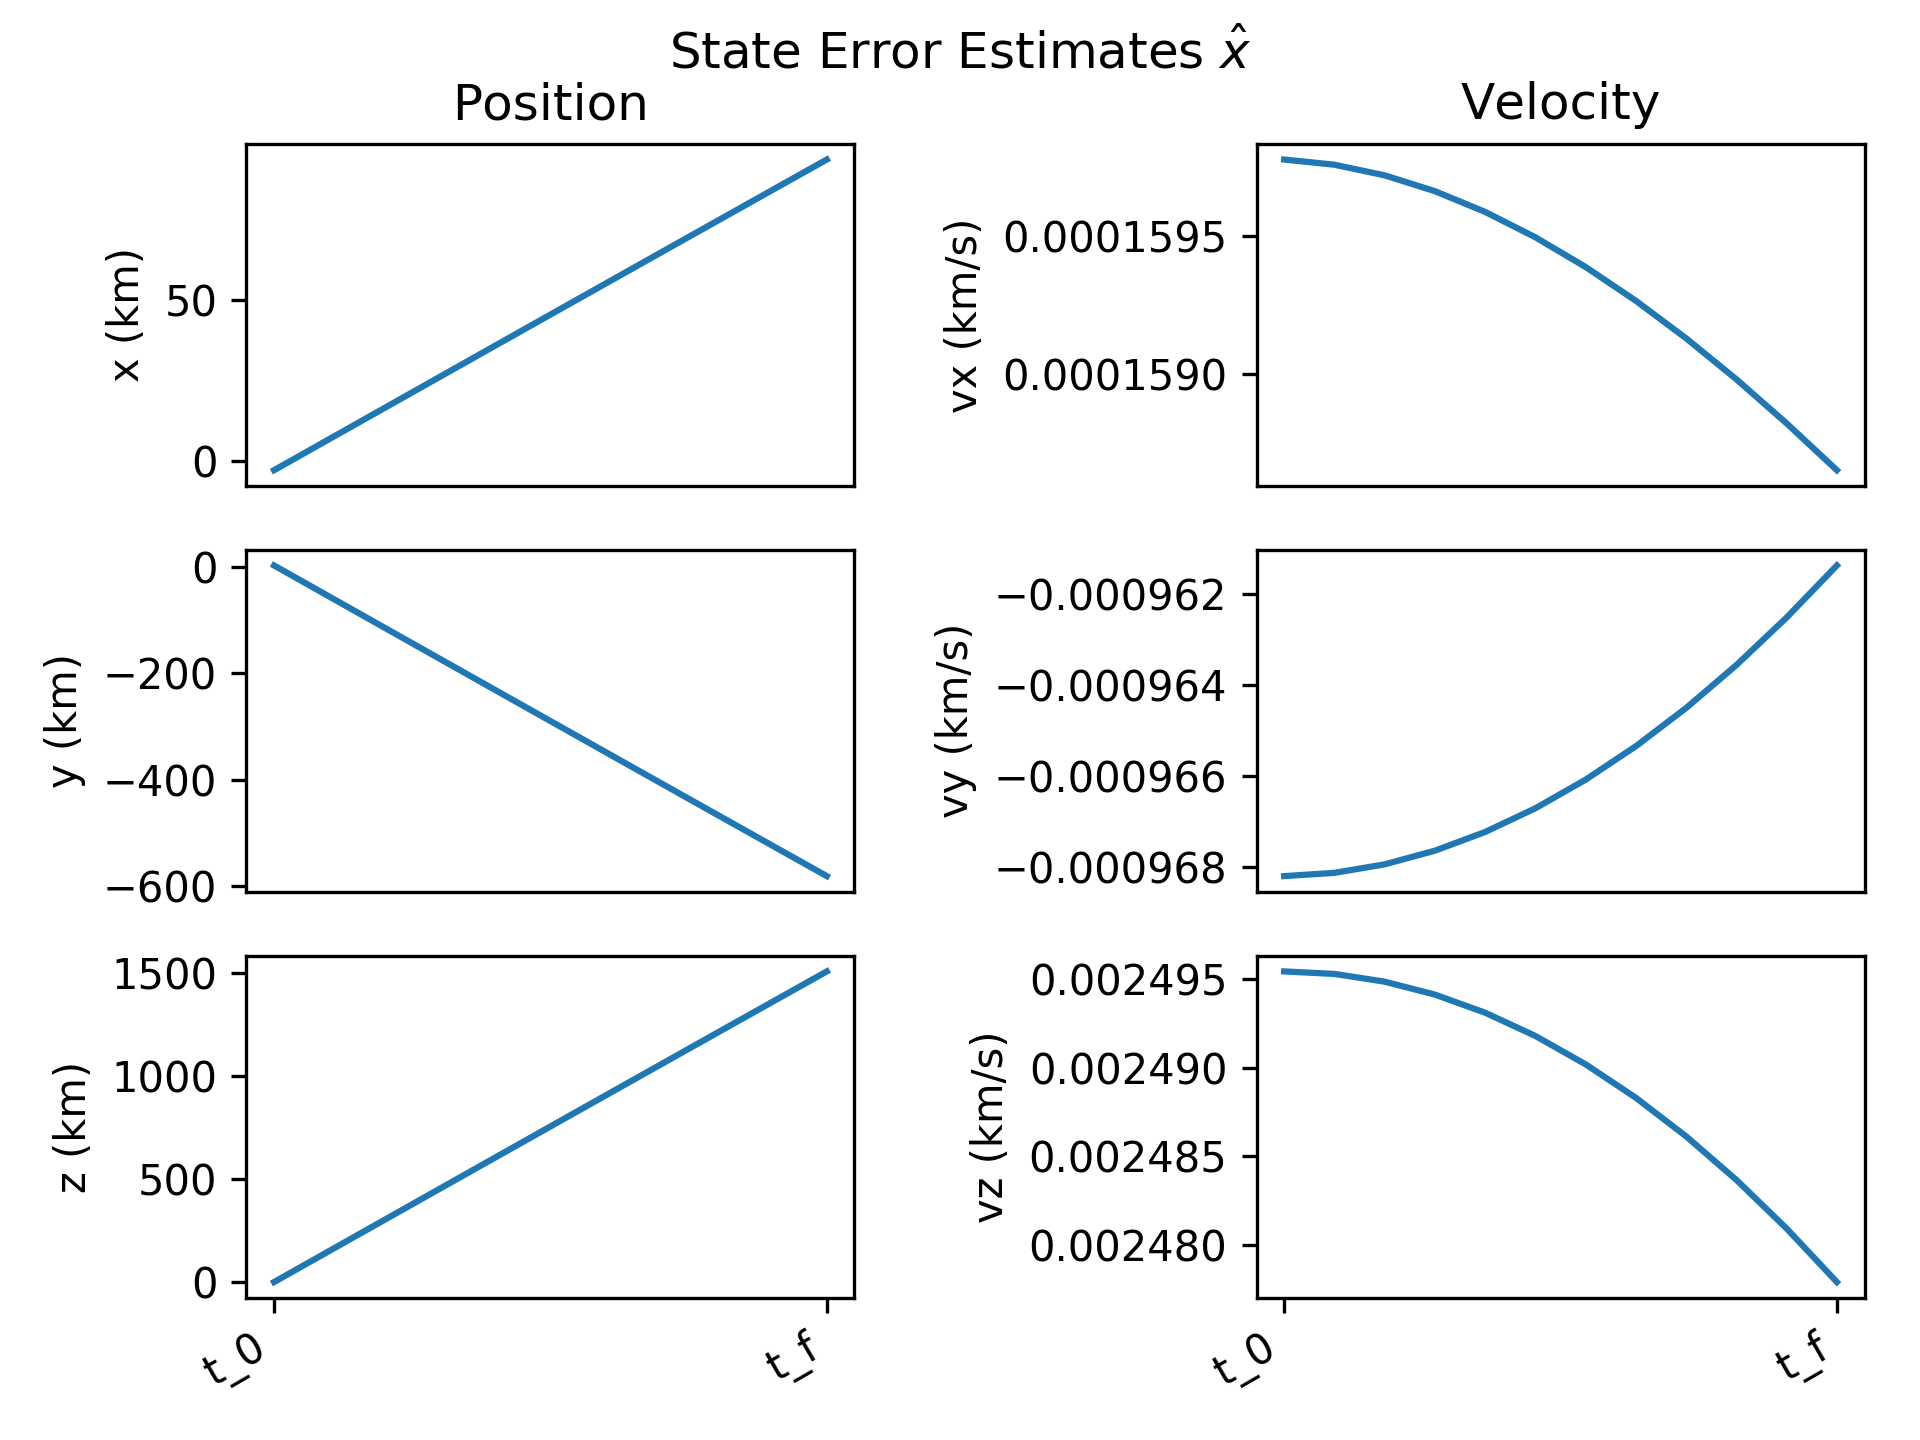 State Error Estimates x̂
Position
Velocity
x (km)
50
0
vx (km/s)
0.0001595
0.0001590
y (km)
0
−200
−400
−600
vy (km/s)
−0.000962
−0.000964
−0.000966
−0.000968
z (km)
1500
1000
500
0
t_0
t_f
vz (km/s)
0.002495
0.002490
0.002485
0.002480
t_0
t_f